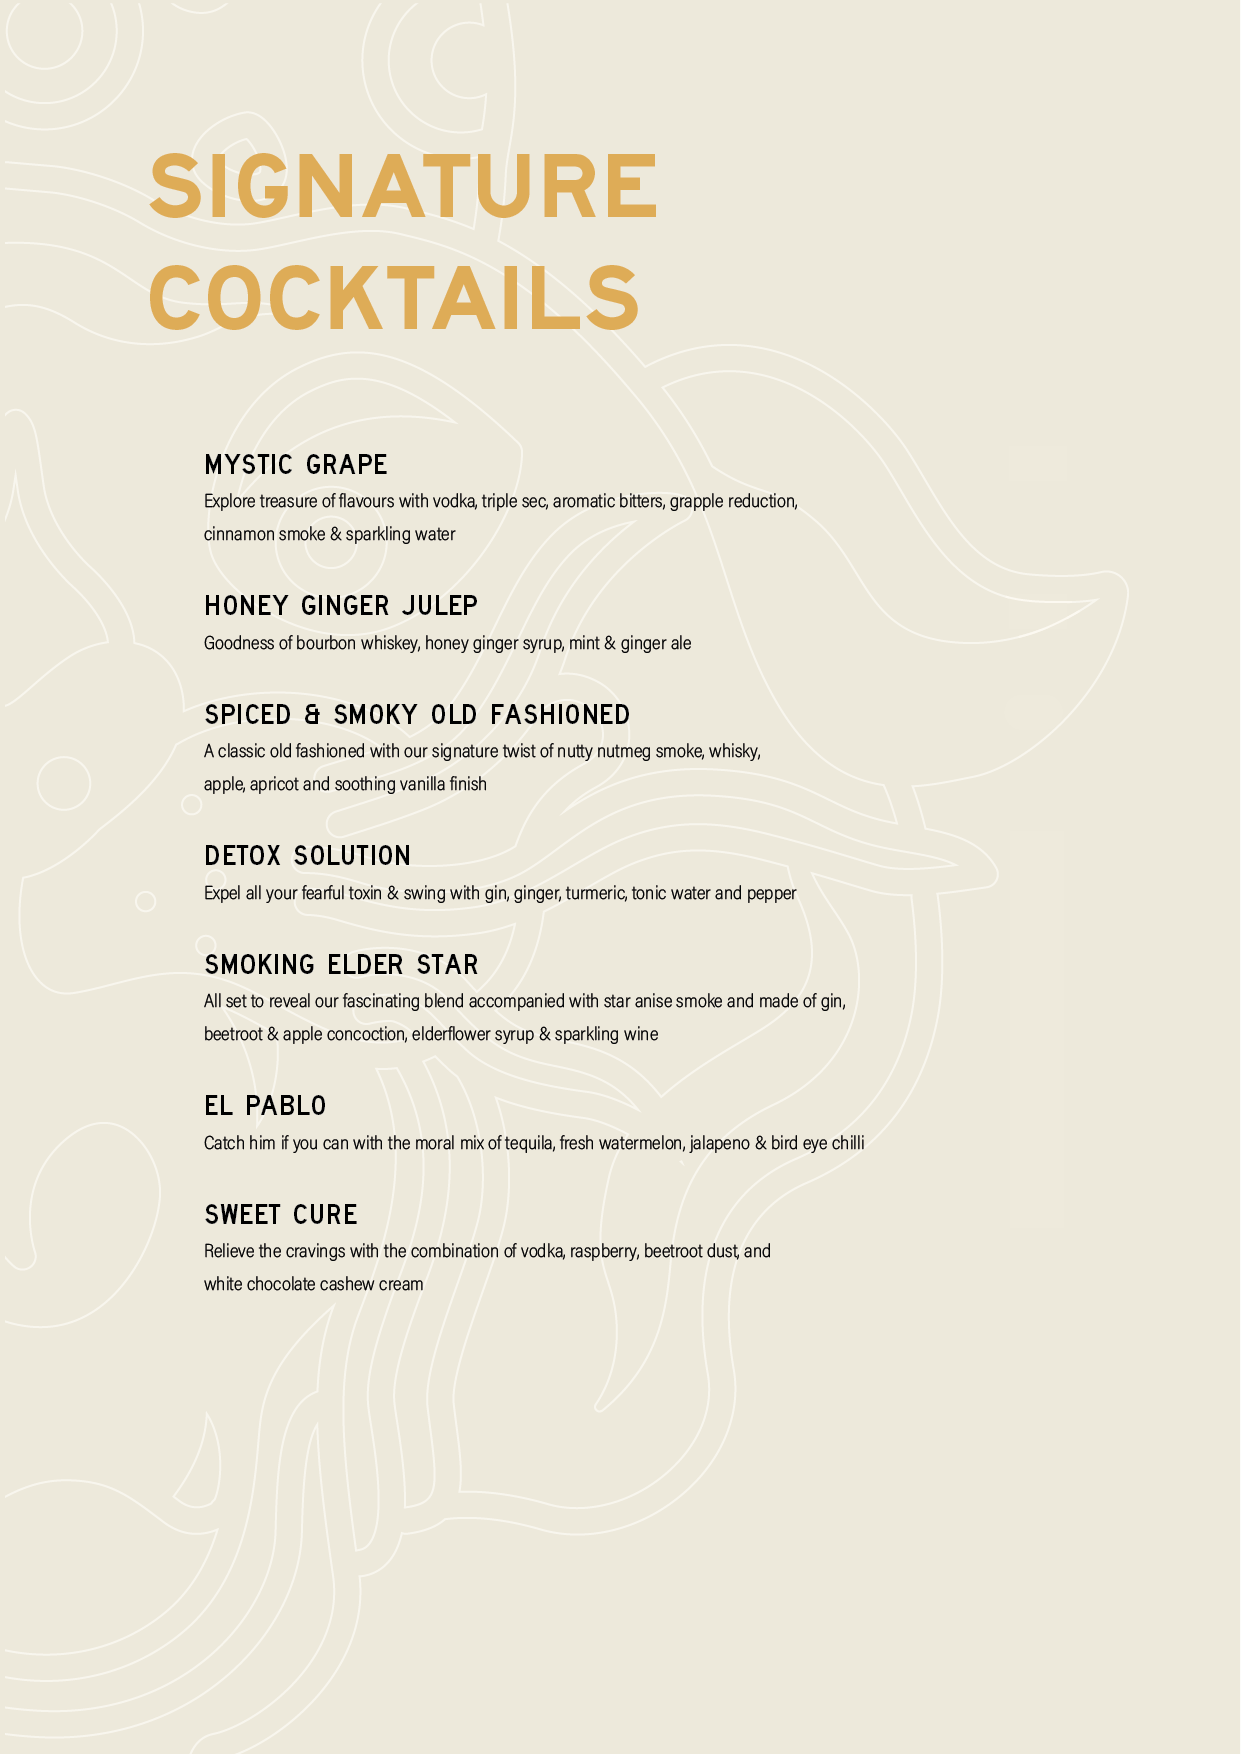 SIGNATURE
COCKTAILS
MYSTIC GRAPE
Explore treasure of flavours with vodka, triple sec, aromatic bitters, grapple reduction,
cinnamon smoke & sparkling water
HONEY GINGER JULEP
Goodness of bourbon whiskey, honey ginger syrup, mint & ginger ale
SPICED & SMOKY OLD FASHIONED
A classic old fashioned with our signature twist of nutty nutmeg smoke, whisky,
apple, apricot and soothing vanilla finish
DETOX SOLUTION
Expel all your fearful toxin & swing with gin, ginger, turmeric, tonic water and pepper
SMOKING ELDER STAR
All set to reveal our fascinating blend accompanied with star anise smoke and made of gin,
beetroot & apple concoction, elderflower syrup & sparkling wine
EL PABLO
Catch him if you can with the moral mix of tequila, fresh watermelon, jalapeno & bird eye chilli
SWEET CURE
Relieve the cravings with the combination of vodka, raspberry, beetroot dust, and
white chocolate cashew cream